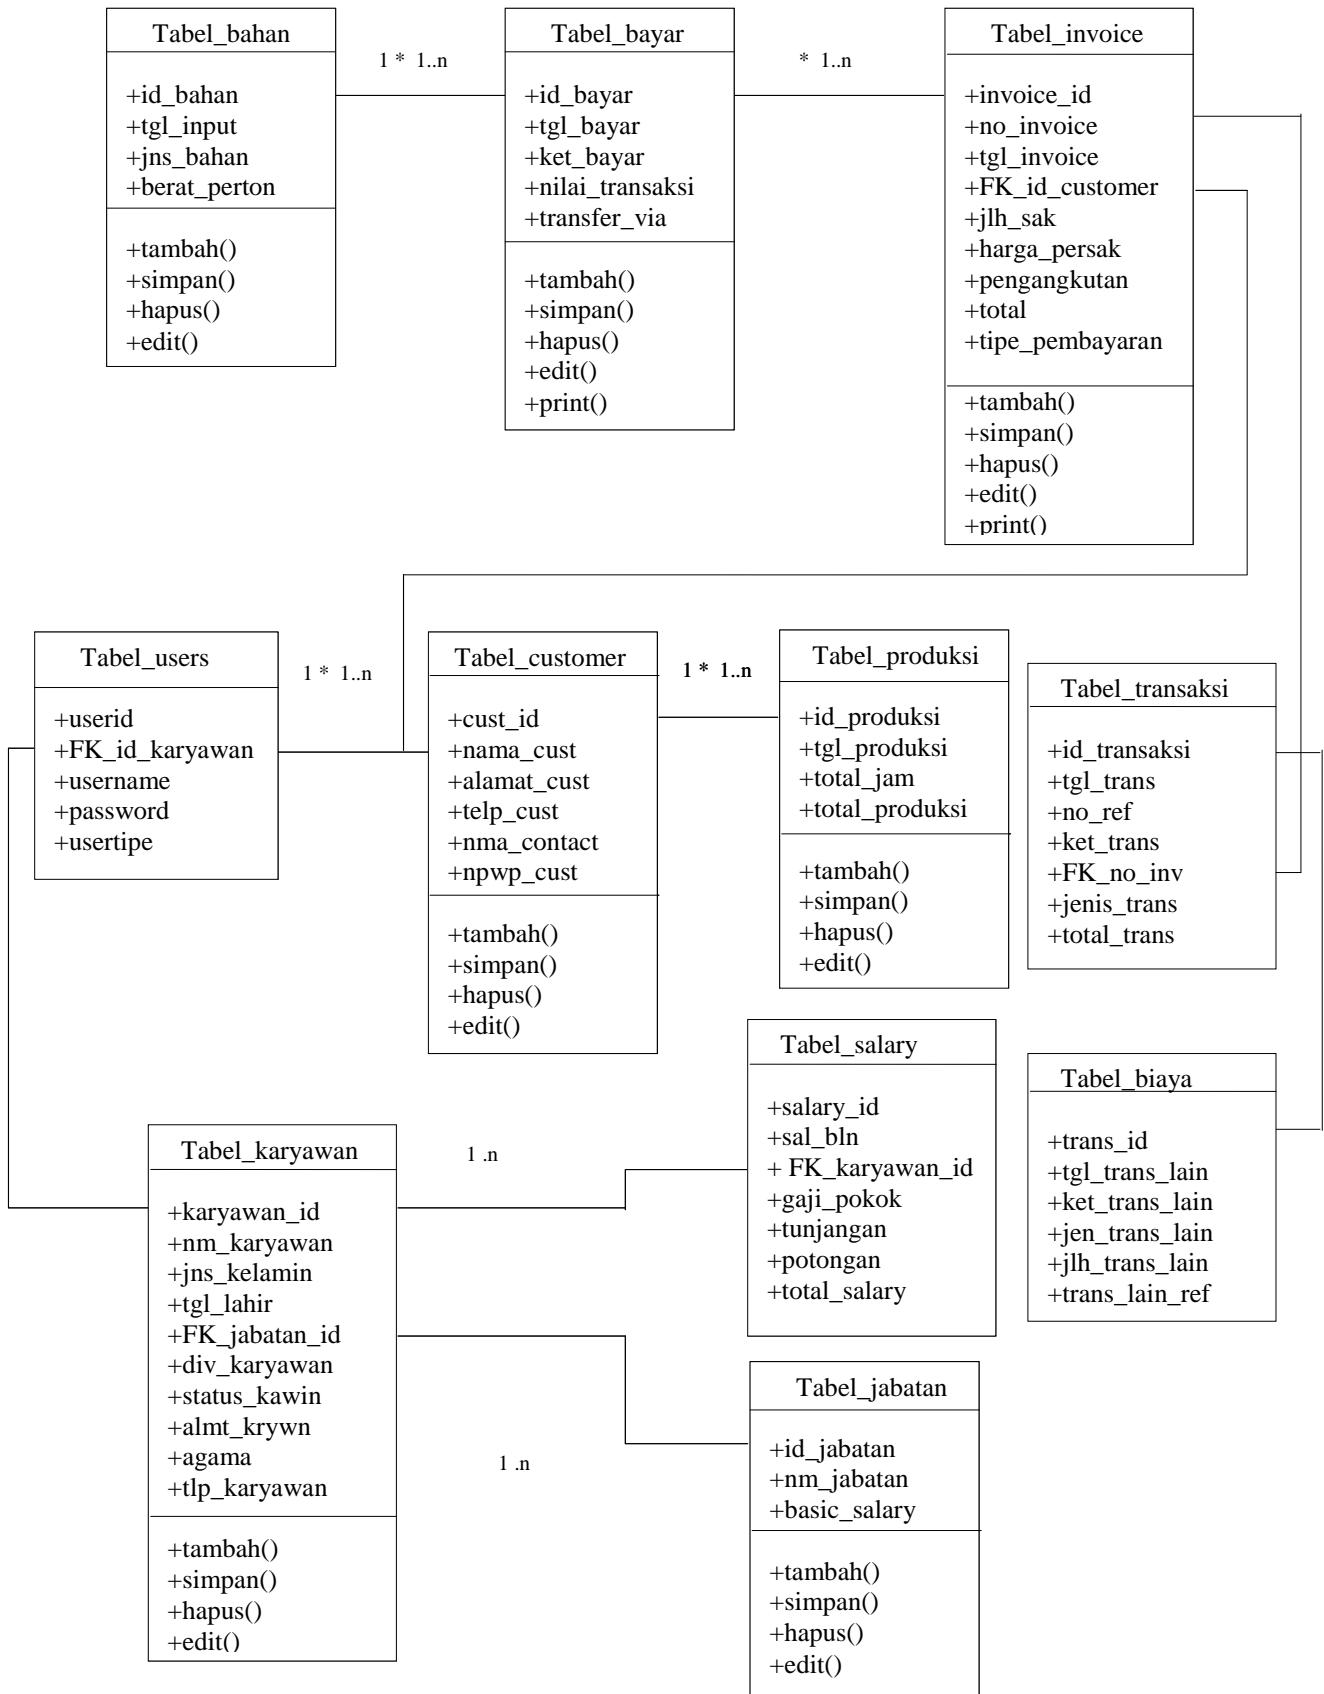 Tabel_bahan
+id_bahan
+tgl_input
+jns_bahan
+berat_perton
+tambah()
+simpan()
+hapus()
+edit()
1 * 1..n
Tabel_bayar
+id_bayar
+tgl_bayar
+ket_bayar
+nilai_transaksi
+transfer_via
+tambah()
+simpan()
+hapus()
+edit()
+print()
* 1..n
Tabel_invoice
+invoice_id
+no_invoice
+tgl_invoice
+FK_id_customer
+jlh_sak
+harga_persak
+pengangkutan
+total
+tipe_pembayaran
+tambah()
+simpan()
+hapus()
+edit()
+print()
Tabel_users
+userid
+FK_id_karyawan
+username
+password
+usertipe
1 * 1..n
Tabel_customer
+cust_id
+nama_cust
+alamat_cust
+telp_cust
+nma_contact
+npwp_cust
+tambah()
+simpan()
+hapus()
+edit()
1 * 1..n
Tabel_produksi
+id_produksi
+tgl_produksi
+total_jam
+total_produksi
+tambah()
+simpan()
+hapus()
+edit()
Tabel_transaksi
+id_transaksi
+tgl_trans
+no_ref
+ket_trans
+FK_no_inv
+jenis_trans
+total_trans
Tabel_karyawan
+karyawan_id
+nm_karyawan
+jns_kelamin
+tgl_lahir
+FK_jabatan_id
+div_karyawan
+status_kawin
+almt_krywn
+agama
+tlp_karyawan
+tambah()
+simpan()
+hapus()
+edit()
1 .n
Tabel_salary
+salary_id
+sal_bln
+ FK_karyawan_id
+gaji_pokok
+tunjangan
+potongan
+total_salary
Tabel_biaya
+trans_id
+tgl_trans_lain
+ket_trans_lain
+jen_trans_lain
+jlh_trans_lain
+trans_lain_ref
1 .n
Tabel_jabatan
+id_jabatan
+nm_jabatan
+basic_salary
+tambah()
+simpan()
+hapus()
+edit()